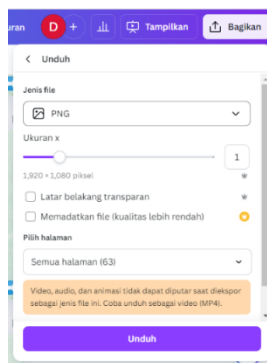 uran D + Tampilkan Bagikan
Unduh
Jenis file
PNG
Ukuran x
1
1,920 × 1,080 piksel
Latar belakang transparan
Memadatkan file (kualitas lebih rendah)
Pilih halaman
Semua halaman (63)
Video, audio, dan animasi tidak dapat diputar saat diekspor
sebagai jenis file ini. Coba unduh sebagai video (MP4).
Unduh